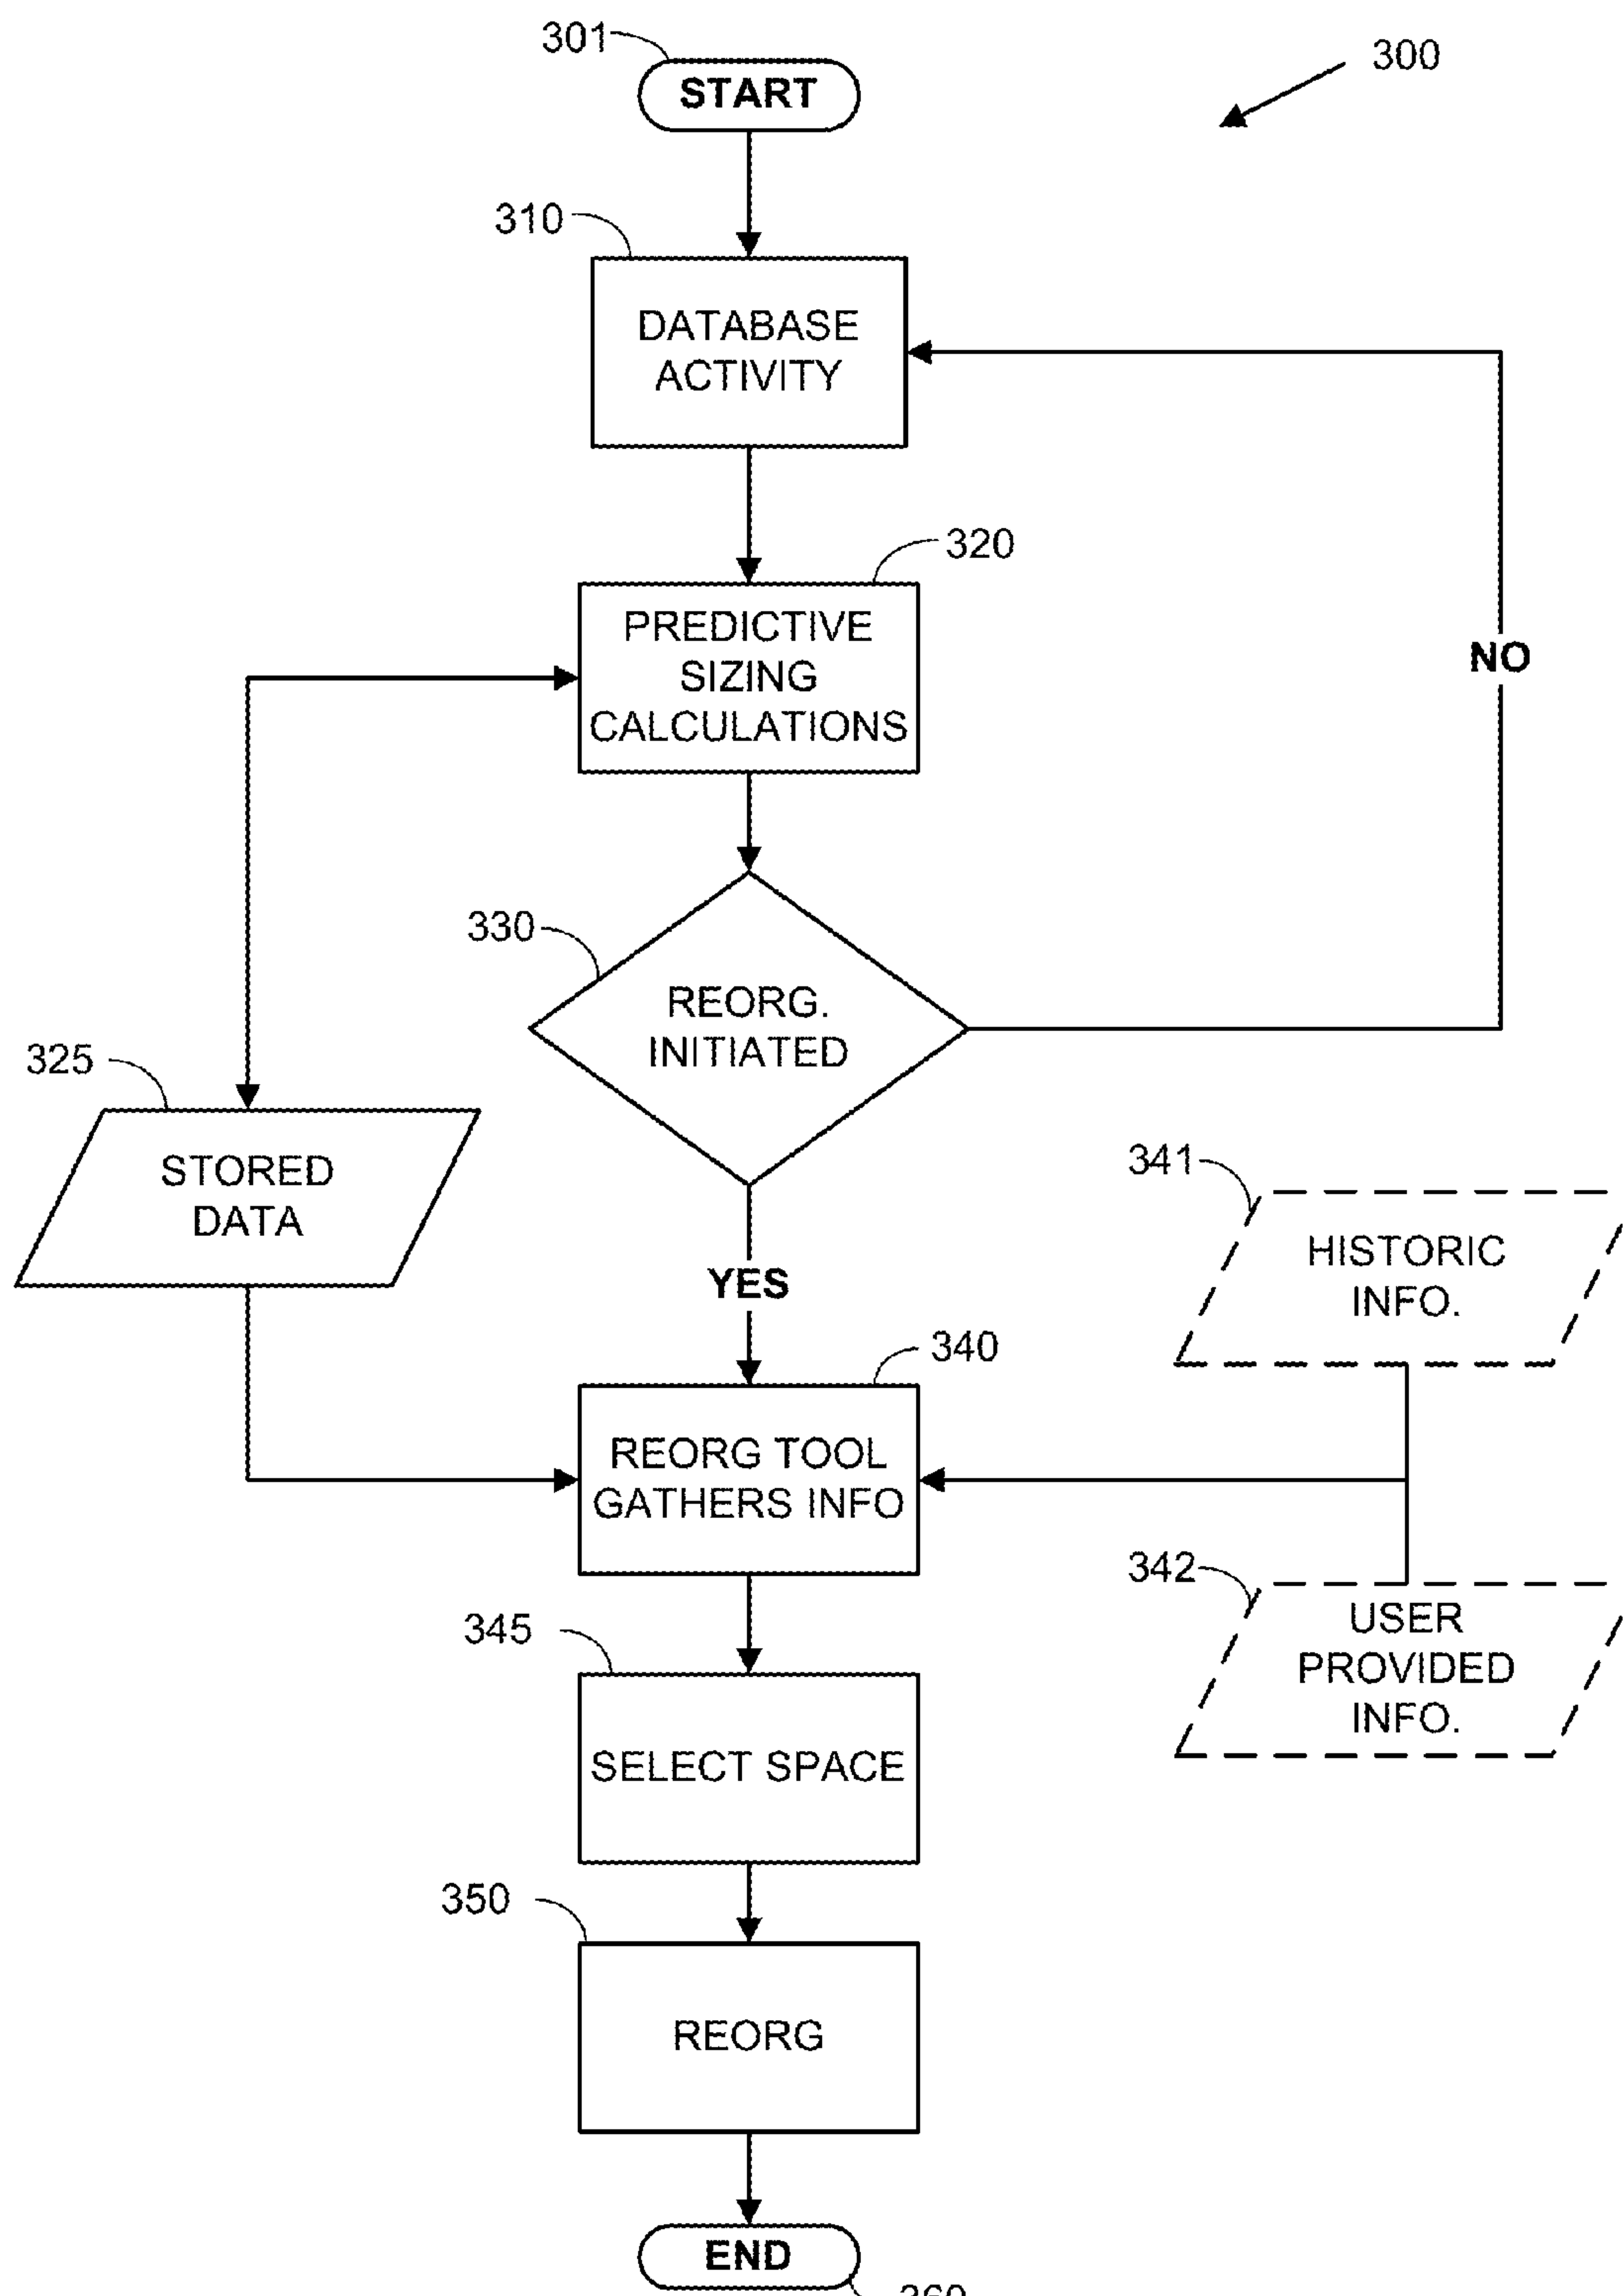 301
START
300
310
DATABASE
ACTIVITY
320
PREDICTIVE
SIZING
CALCULATIONS
NO
330
REORG.
INITIATED
325
STORED
DATA
341
HISTORIC
INFO.
YES
340
REORG TOOL
GATHERS INFO
342
USER
PROVIDED
INFO.
345
SELECT SPACE
350
REORG
END